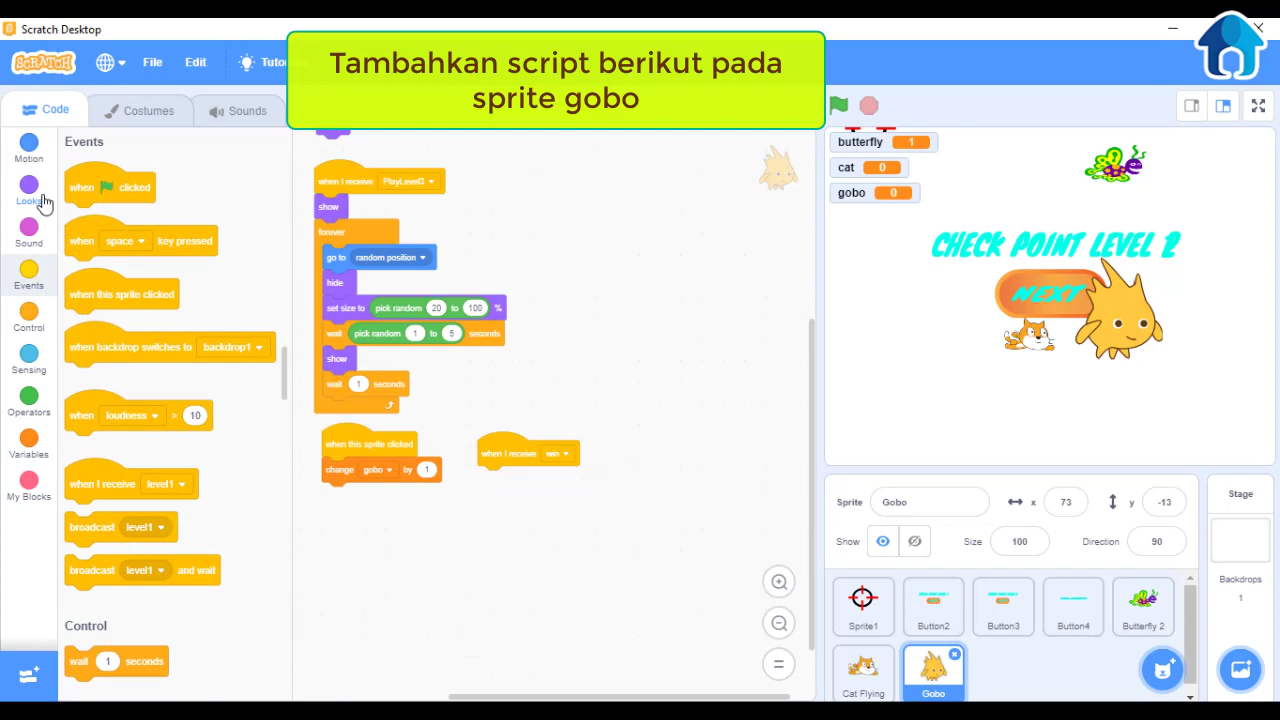 Scratch Desktop
SCRATCH
File
Edit
Tuto
Tambahkan script berikut pada
sprite gobo
Code
Costumes
Sounds
Motion
Looks
Sound
Events
Control
Sensing
Operators
Variables
My Blocks
Events
when clicked
when space key pressed
when this sprite clicked
when backdrop switches to backdrop1
when loudness > 10
when I receive level1
broadcast level1
broadcast level1 and wait
Control
wait 1 seconds
when I receive PlayLevel3
show
forever
go to random position
hide
set size to pick random 20 to 100 %
wait pick random 1 to 5 seconds
show
wait 1 seconds
when this sprite clicked
change gobo by 1
when I receive win
butterfly 1
cat 0
gobo 0
CHECK POINT LEVEL 2
NEXT
Sprite Gobo x 73 y -13
Show Size 100 Direction 90
Sprite1
Button2
Button3
Button4
Butterfly 2
Cat Flying
Gobo
Stage
Backdrops
1